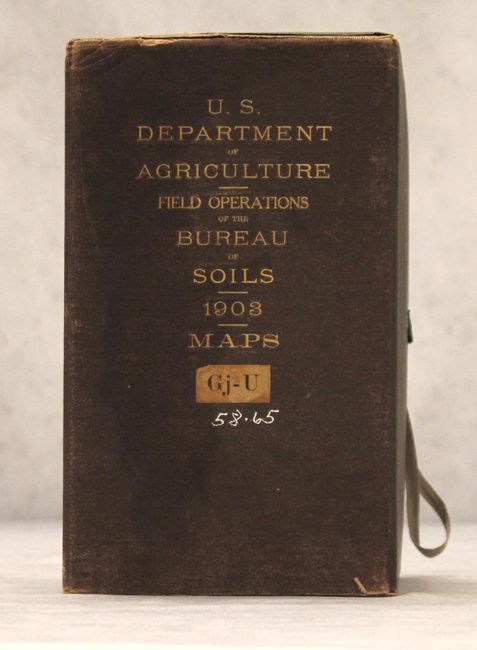 U. S.
DEPARTMENT
OF
AGRICULTURE
FIELD OPERATIONS
OF THE
BUREAU
OF
SOILS
1903
MAPS
Gj-U
58.65